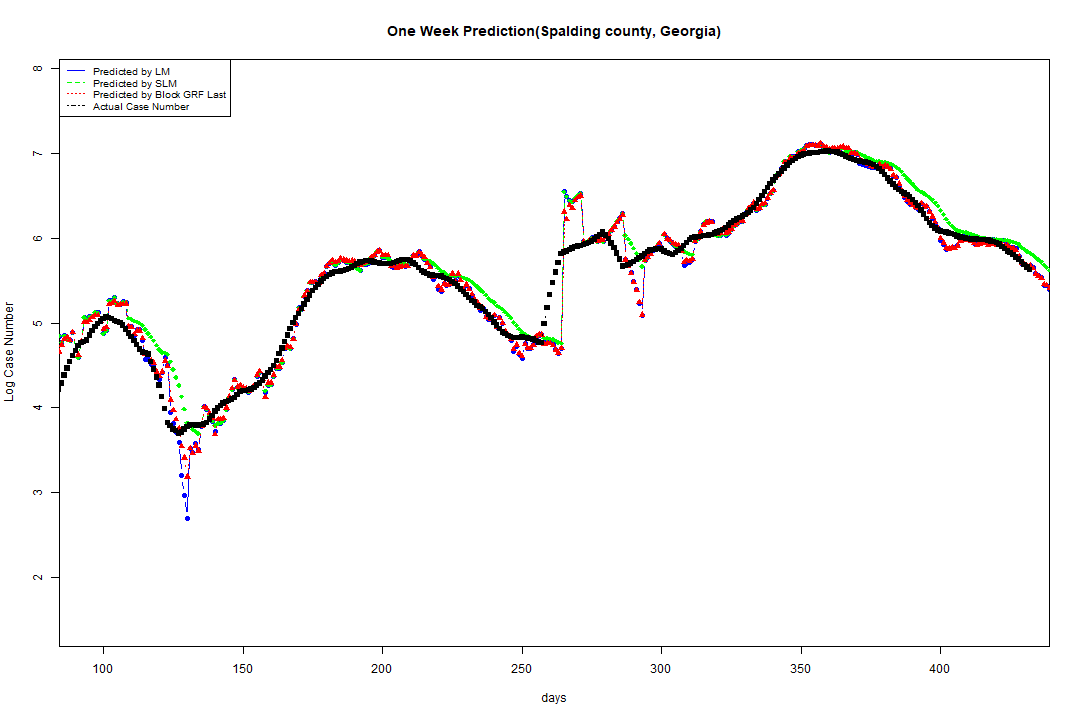 One Week Prediction(Spalding county, Georgia)
Predicted by LM
Predicted by SLM
Predicted by Block GRF Last
Actual Case Number
Log Case Number
8
7
6
5
4
3
2
100 150 200 250 300 350 400
days